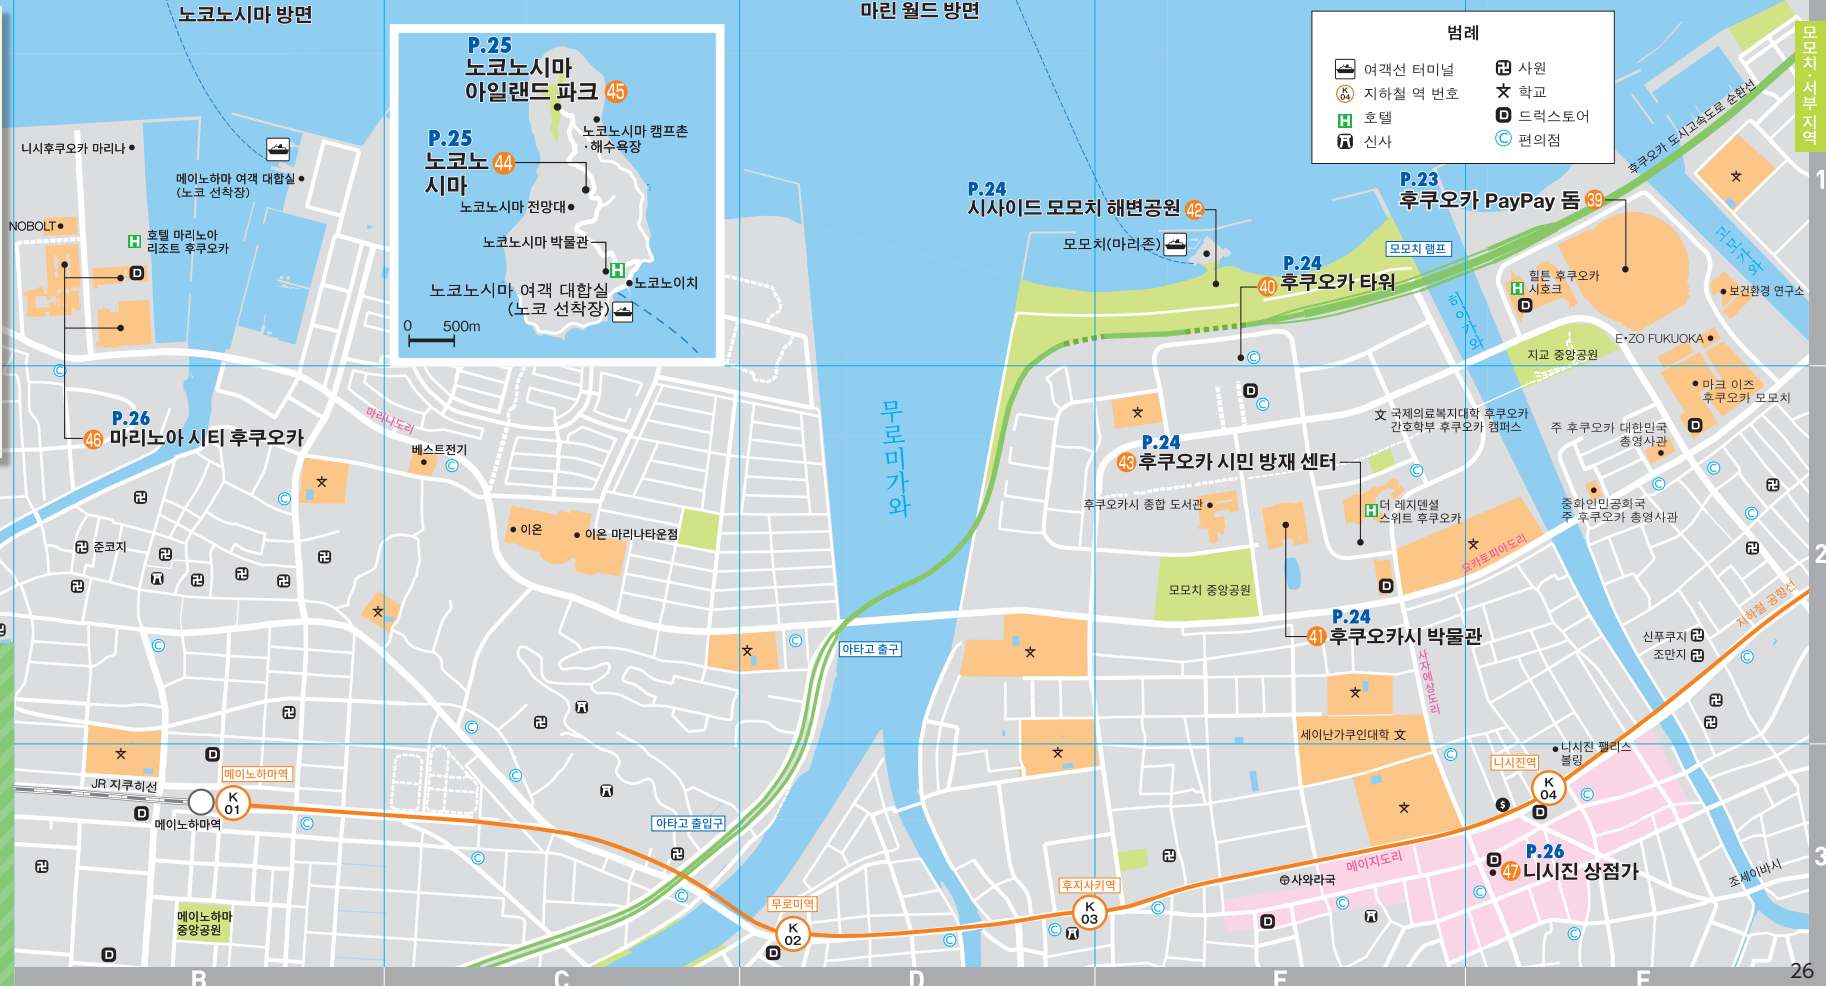 노코노시마 방면
마린 월드 방면
범례
여객선 터미널
K
04
지하철 역 번호
H 호텔
신사
사원
학교
D 드럭스토어
C 편의점
모모치·서부 지역
P.25
노코노시마
아일랜드 파크 45
노코노시마 캠프촌
·해수욕장
P.25
노코노 44
시마
노코노시마 전망대
노코노시마 박물관
H
노코노이치
노코노시마 여객 대합실
(노코 선착장)
0 500m
니시후쿠오카 마리나
메이노하마 여객 대합실
(노코 선착장)
NOBOLT
H 호텔 마리노아
리조트 후쿠오카
D
P.26
46 마리노아 시티 후쿠오카
마리나도리
베스트전기
이온
이온 마리나타운점
준코지
무로미가와
P.24
시사이드 모모치 해변공원 42
모모치(마리존)
P.24
40 후쿠오카 타워
모모치 램프
P.23
후쿠오카 PayPay 돔 39
후쿠오카 도시고속도로 순환선
H 힐튼 후쿠오카
시호크
D
히이가와
보건환경 연구소
E·ZO FUKUOKA
지교 중앙공원
마크 이즈
후쿠오카 모모치
국제의료복지대학 후쿠오카
간호학부 후쿠오카 캠퍼스
주 후쿠오카 대한민국
총영사관
중화인민공화국
주 후쿠오카 총영사관
P.24
43 후쿠오카 시민 방재 센터
후쿠오카시 종합 도서관
H 더 레지덴셜
스위트 후쿠오카
요카토피아도리
모모치 중앙공원
P.24
41 후쿠오카시 박물관
사자에상도리
지하철 공항선
신푸쿠지
조만지
아타고 출구
세이난가쿠인대학
니시진 팰리스
볼링
니시진역
K
04
JR 지쿠히선
메이노하마역
K
01
메이노하마역
메이노하마
중앙공원
아타고 출입구
무로미역
K
02
후지사키역
K
03
사와라국
메이지도리
P.26
47 니시진 상점가
조세이바시
1
2
3
B
C
D
E
F
26